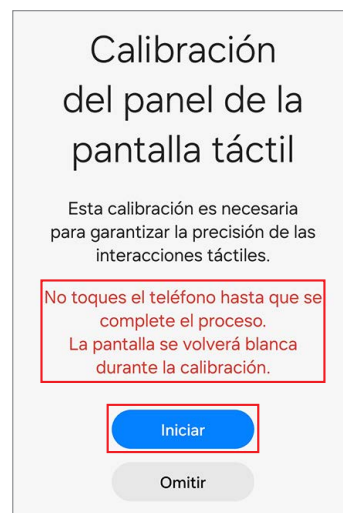 Calibración
del panel de la
pantalla táctil
Esta calibración es necesaria
para garantizar la precisión de las
interacciones táctiles.
No toques el teléfono hasta que se
complete el proceso.
La pantalla se volverá blanca
durante la calibración.
Iniciar
Omitir